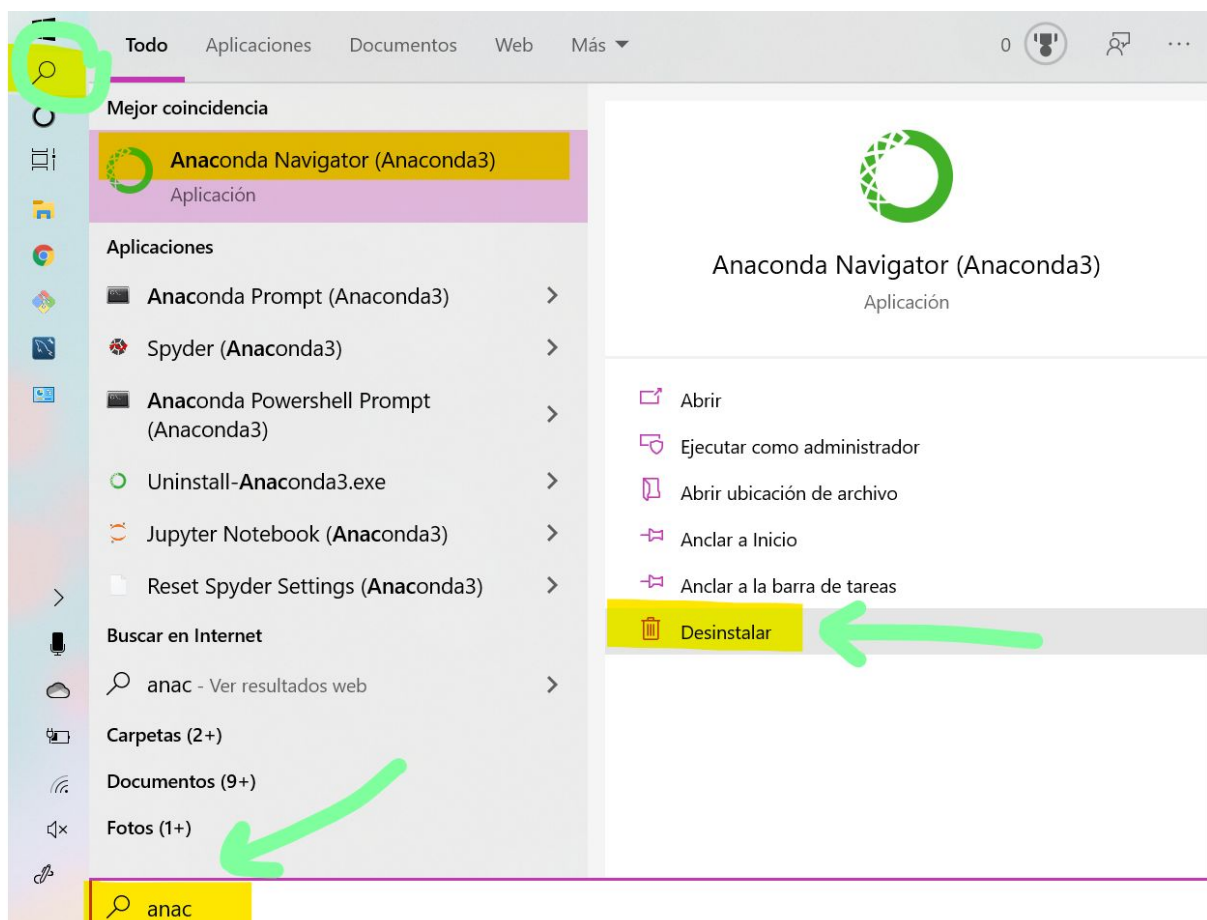 Todo Aplicaciones Documentos Web Más 0
Mejor coincidencia
Anaconda Navigator (Anaconda3)
Aplicación
Aplicaciones
Anaconda Prompt (Anaconda3)
Spyder (Anaconda3)
Anaconda Powershell Prompt
(Anaconda3)
Uninstall-Anaconda3.exe
Jupyter Notebook (Anaconda3)
Reset Spyder Settings (Anaconda3)
Buscar en Internet
anac - Ver resultados web
Carpetas (2+)
Documentos (9+)
Fotos (1+)
anac
Anaconda Navigator (Anaconda3)
Aplicación
Abrir
Ejecutar como administrador
Abrir ubicación de archivo
Anclar a Inicio
Anclar a la barra de tareas
Desinstalar